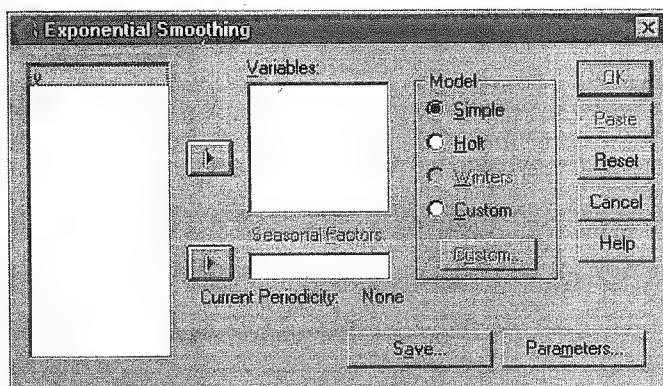 Exponential Smoothing
y
Variables:
Model
Simple
Holt
Winters
Custom
Custom...
Seasonal Factors
Current Periodicity: None
OK
Paste
Reset
Cancel
Help
Save...
Parameters...